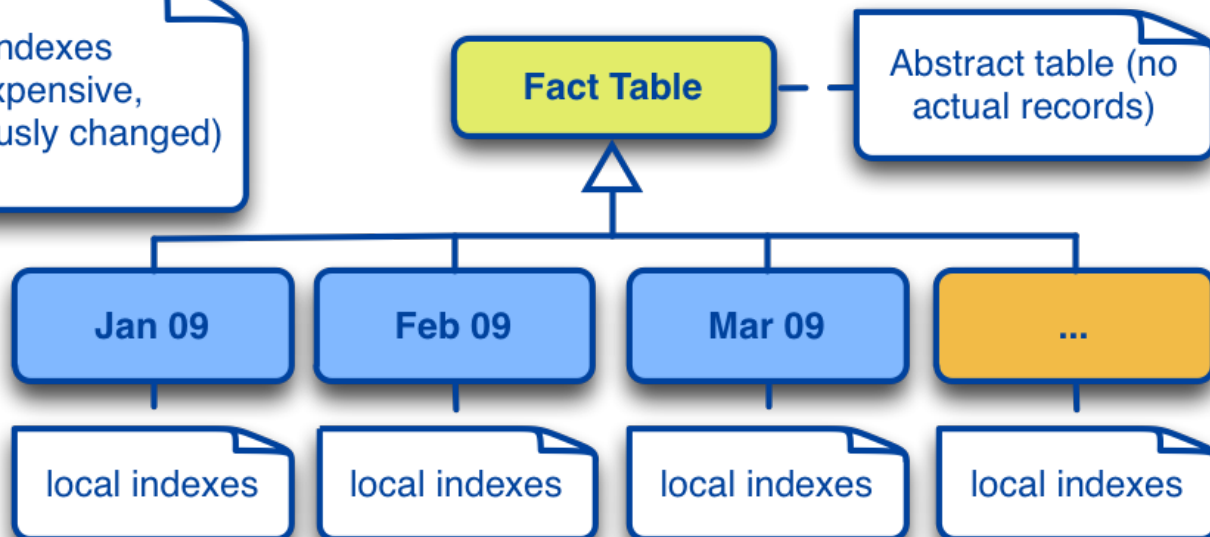 ndexes
xpensive,
usly changed)
Fact Table
Abstract table (no
actual records)
Jan 09
Feb 09
Mar 09
...
local indexes
local indexes
local indexes
local indexes